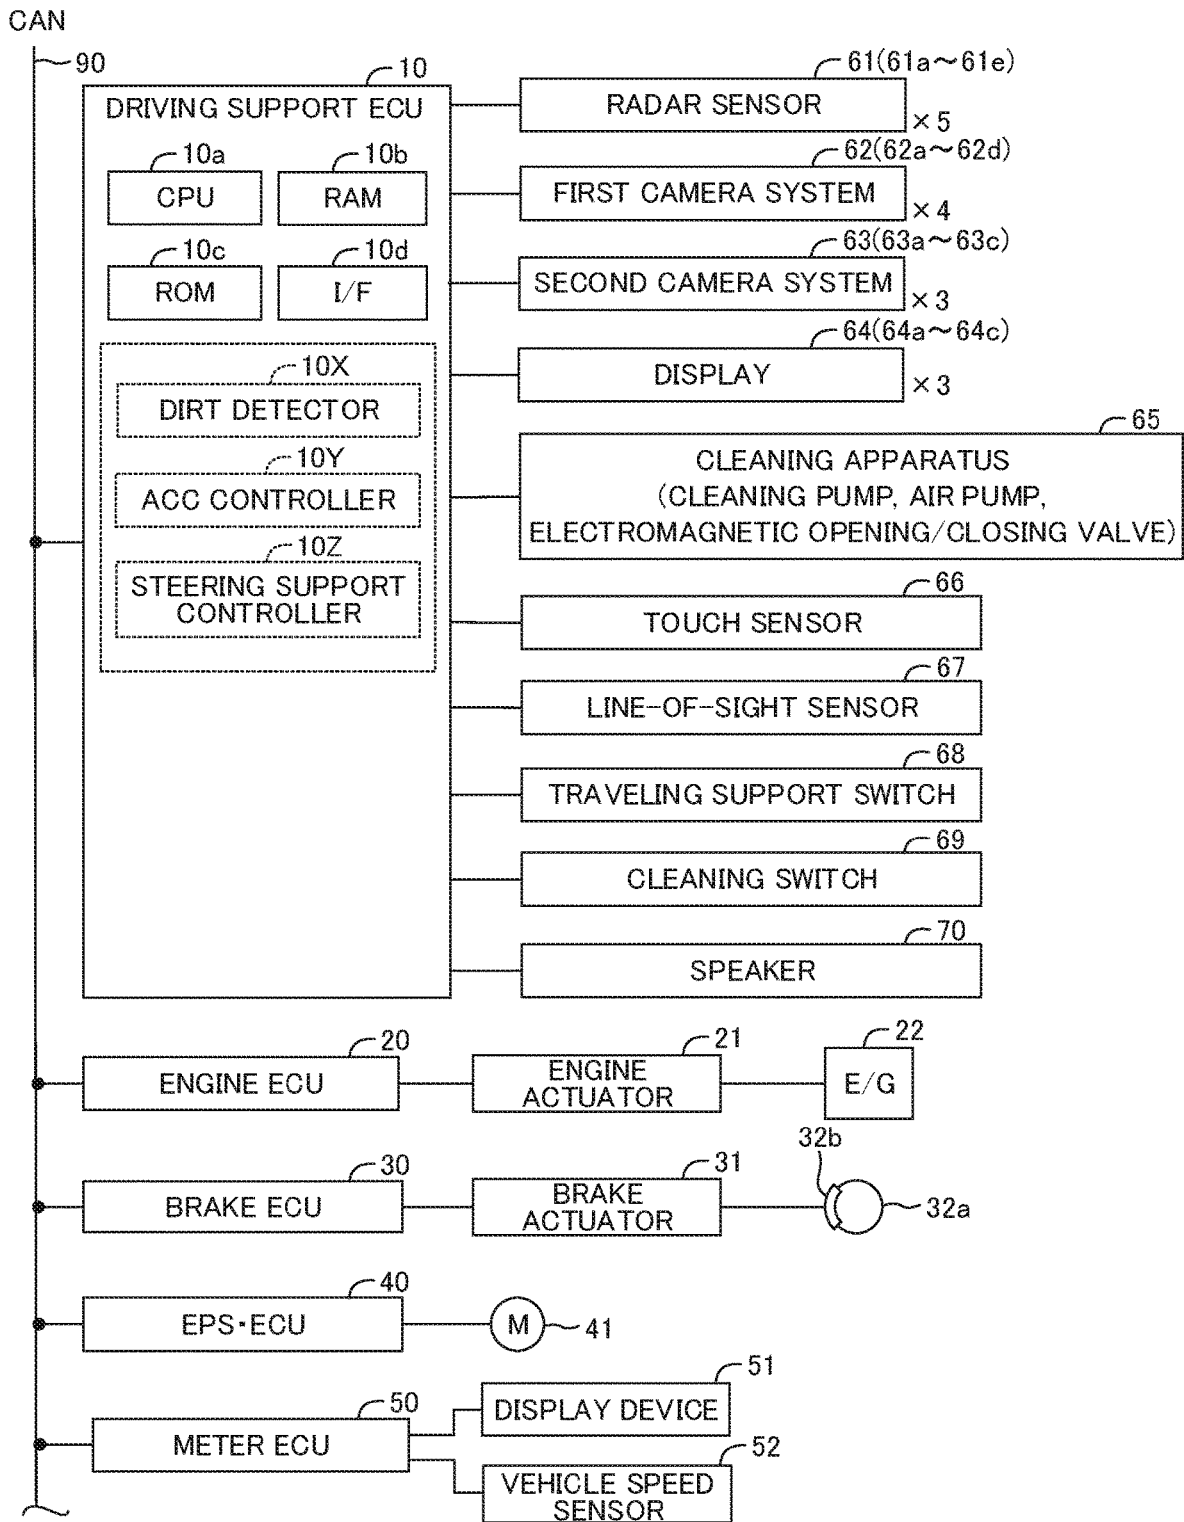 CAN
90
10
DRIVING SUPPORT ECU
10a
CPU
10b
RAM
10c
ROM
10d
I/F
10X
DIRT DETECTOR
10Y
ACC CONTROLLER
10Z
STEERING SUPPORT
CONTROLLER
61(61a～61e)
RADAR SENSOR
×5
62(62a～62d)
FIRST CAMERA SYSTEM
×4
63(63a～63c)
SECOND CAMERA SYSTEM
×3
64(64a～64c)
DISPLAY
×3
65
CLEANING APPARATUS
(CLEANING PUMP, AIR PUMP,
ELECTROMAGNETIC OPENING/CLOSING VALVE)
66
TOUCH SENSOR
67
LINE-OF-SIGHT SENSOR
68
TRAVELING SUPPORT SWITCH
69
CLEANING SWITCH
70
SPEAKER
20
ENGINE ECU
21
ENGINE
ACTUATOR
22
E/G
30
BRAKE ECU
31
BRAKE
ACTUATOR
32b
32a
40
EPS・ECU
M
41
50
METER ECU
51
DISPLAY DEVICE
52
VEHICLE SPEED
SENSOR